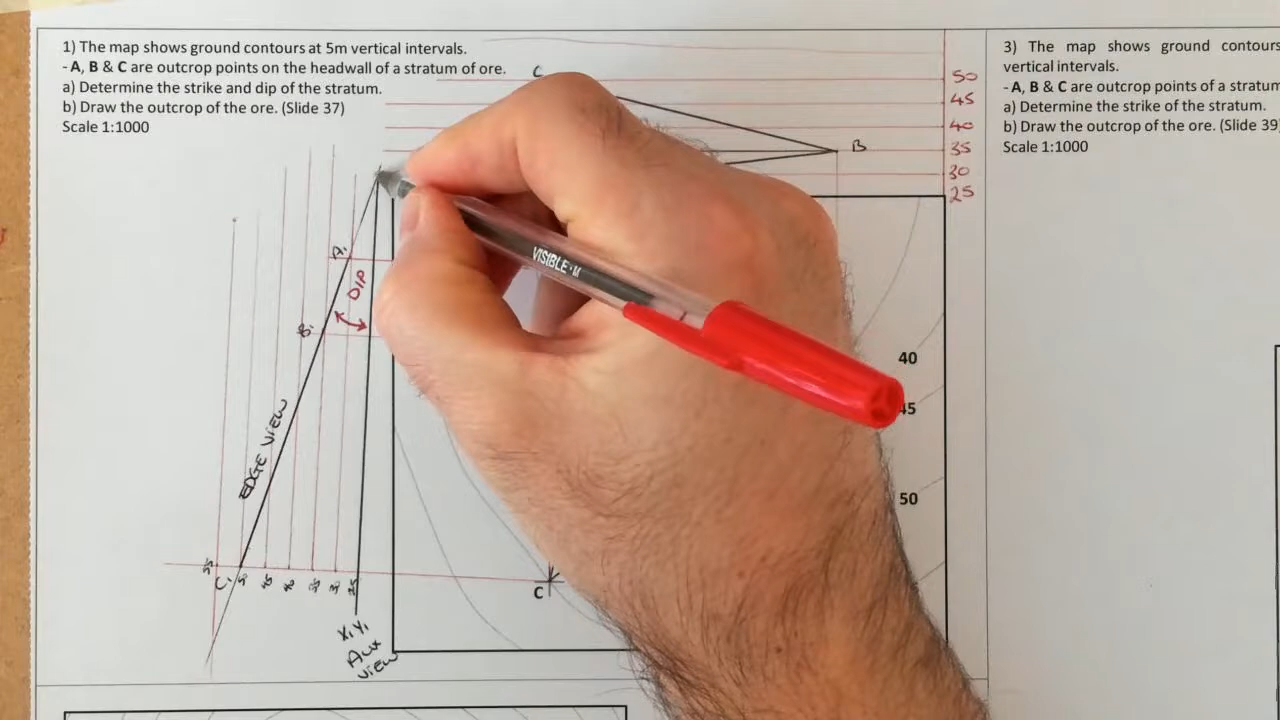 1) The map shows ground contours at 5m vertical intervals.
- A, B & C are outcrop points on the headwall of a stratum of ore.
a) Determine the strike and dip of the stratum.
b) Draw the outcrop of the ore. (Slide 37)
Scale 1:1000
C
50
45
40
B
35
30
25
3) The map shows ground contours
vertical intervals.
- A, B & C are outcrop points of a stratum
a) Determine the strike of the stratum.
b) Draw the outcrop of the ore. (Slide 39)
Scale 1:1000
A1
DIP
B1
VISIBLE-M
EDGE VIEW
40
45
50
55
C1
50
45
40
35
30
25
C
X1Y1
AUX
VIEW